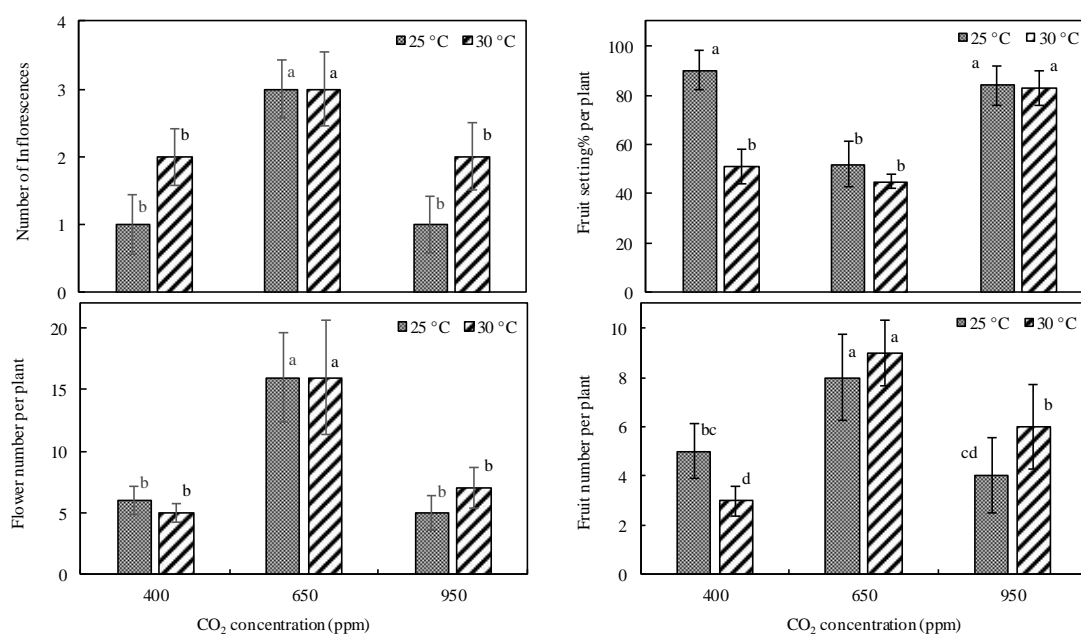 Number of Inflorescences
4
3
2
1
0
25 °C 30 °C
b b a a b b
Fruit setting% per plant
100
80
60
40
20
0
25 °C 30 °C
a b b b a a
Flower number per plant
20
15
10
5
0
25 °C 30 °C
b b a a b b
400 650 950
CO₂ concentration (ppm)
Fruit number per plant
10
8
6
4
2
0
25 °C 30 °C
bc d a a cd b
400 650 950
CO₂ concentration (ppm)